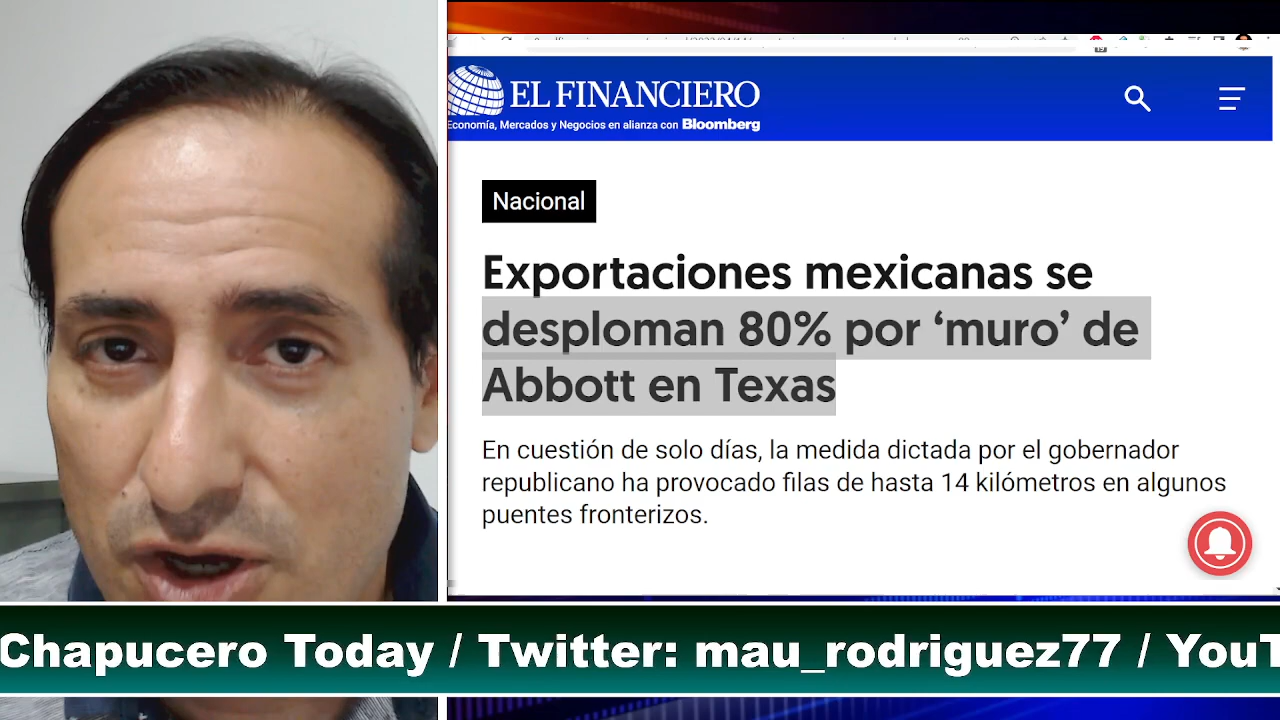 EL FINANCIERO
Economía, Mercados y Negocios en alianza con Bloomberg
Nacional
Exportaciones mexicanas se
desploman 80% por ‘muro’ de
Abbott en Texas
En cuestión de solo días, la medida dictada por el gobernador
republicano ha provocado filas de hasta 14 kilómetros en algunos
puentes fronterizos.
Chapucero Today / Twitter: mau_rodriguez77 / YouT